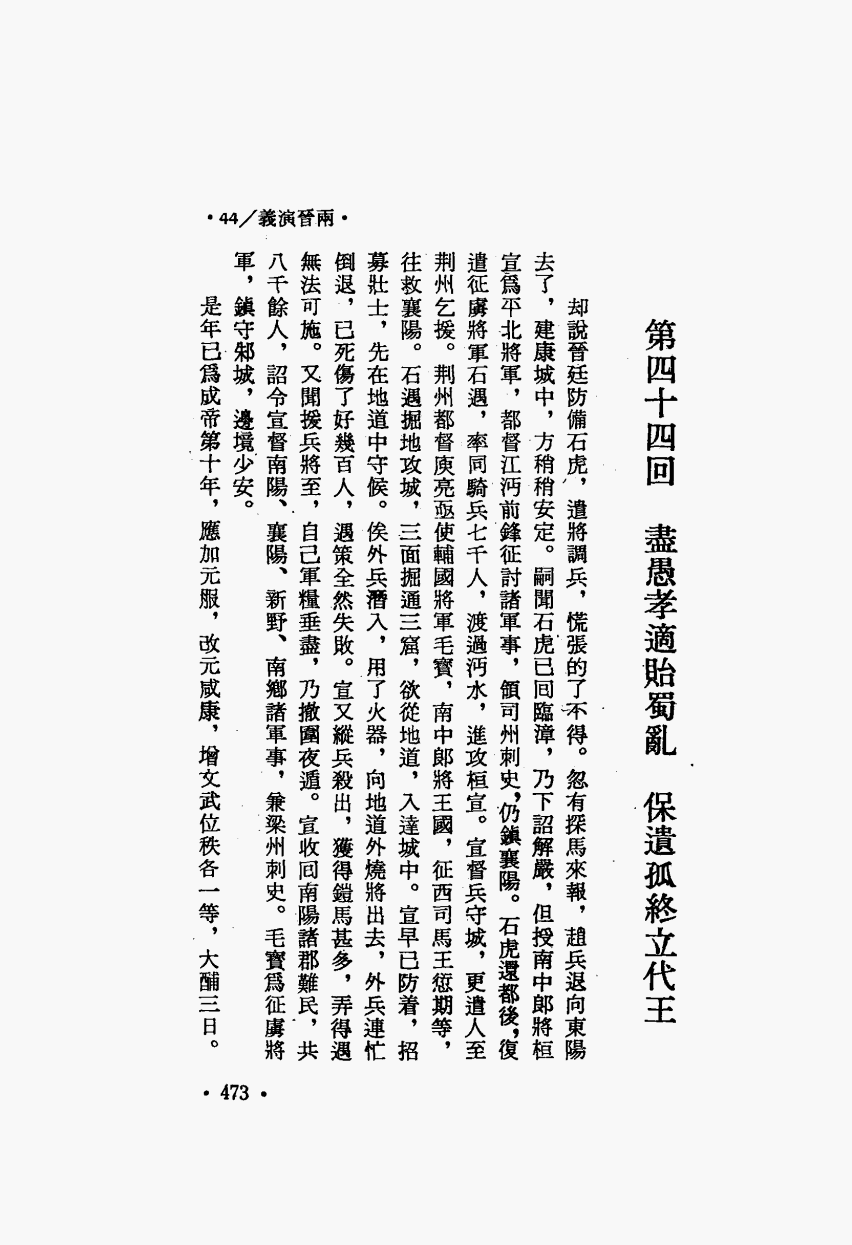 •44／義演晉兩•
第四十四回　盡愚孝適貽蜀亂　保遺孤終立代王
却說晉廷防備石虎，遣將調兵，慌張的了不得。忽有探馬來報，趙兵退向東陽
去了，建康城中，方稍稍安定。嗣聞石虎已回臨漳，乃下詔解嚴，但授南中郎將桓
宣爲平北將軍，都督江沔前鋒征討諸軍事，領司州刺史，仍鎭襄陽。石虎還都後，復
遣征虜將軍石遇，率同騎兵七千人，渡過沔水，進攻桓宣。宣督兵守城，更遣人至
荆州乞援。荆州都督庾亮亟使輔國將軍毛寶，南中郎將王國，征西司馬王愆期等，
往救襄陽。石遇掘地攻城，三面掘通三窟，欲從地道，入達城中。宣早已防着，招
募壯士，先在地道中守候。俟外兵潛入，用了火器，向地道外燒將出去，外兵連忙
倒退，已死傷了好幾百人，遇策全然失敗。宣又縱兵殺出，獲得鎧馬甚多，弄得遇
無法可施。又聞援兵將至，自己軍糧垂盡，乃撤圍夜遁。宣收回南陽諸郡難民，共
八千餘人，詔令宣督南陽、襄陽、新野、南鄉諸軍事，兼梁州刺史。毛寶爲征虜將
軍，鎭守邾城，邊境少安。
是年已爲成帝第十年，應加元服，改元咸康，增文武位秩各一等，大酺三日。
• 473 •